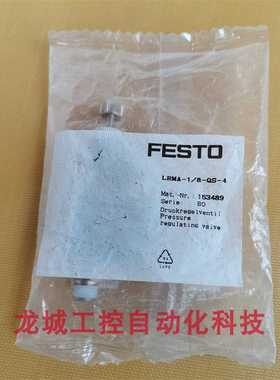 FESTO
LRMA-1/8-QS-4
Mat.-Nr.: 153489
Serie: BO
Druckregelventil
Pressure
regulating valve
龙城工控自动化科技